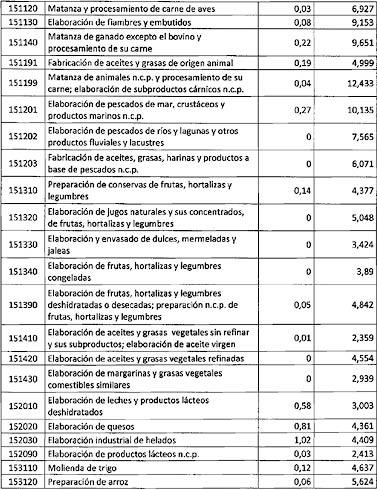 151120 Matanza y procesamiento de carne de aves 0,03 6,927
151130 Elaboración de fiambres y embutidos 0,08 9,153
151140 Matanza de ganado excepto el bovino y
procesamiento de su carne 0,22 9,651
151191 Fabricación de aceites y grasas de origen animal 0,19 4,999
151199 Matanza de animales n.c.p. y procesamiento de su
carne; elaboración de subproductos cárnicos n.c.p. 0,04 12,433
151201 Elaboración de pescados de mar, crustáceos y
productos marinos n.c.p. 0,27 10,135
151202 Elaboración de pescados de ríos y lagunas y otros
productos fluviales y lacustres 0 7,565
151203 Fabricación de aceites, grasas, harinas y productos a
base de pescados n.c.p. 0 6,071
151310 Preparación de conservas de frutas, hortalizas y
legumbres 0,14 4,377
151320 Elaboración de jugos naturales y sus concentrados,
de frutas, hortalizas y legumbres 0 5,048
151330 Elaboración y envasado de dulces, mermeladas y
jaleas 0 3,424
151340 Elaboración de frutas, hortalizas y legumbres
congeladas 0 3,89
151390 Elaboración de frutas, hortalizas y legumbres
deshidratadas o desecadas; preparación n.c.p. de
frutas, hortalizas y legumbres 0,05 4,842
151410 Elaboración de aceites y grasas vegetales sin refinar
y sus subproductos; elaboración de aceite virgen 0,01 2,359
151420 Elaboración de aceites y grasas vegetales refinadas 0 4,554
151430 Elaboración de margarinas y grasas vegetales
comestibles similares 0 2,939
152010 Elaboración de leches y productos lácteos
deshidratados 0,58 3,003
152020 Elaboración de quesos 0,81 4,361
152030 Elaboración industrial de helados 1,02 4,409
152090 Elaboración de productos lácteos n.c.p. 0,03 2,413
153110 Molienda de trigo 0,12 4,637
153120 Preparación de arroz 0,06 5,624